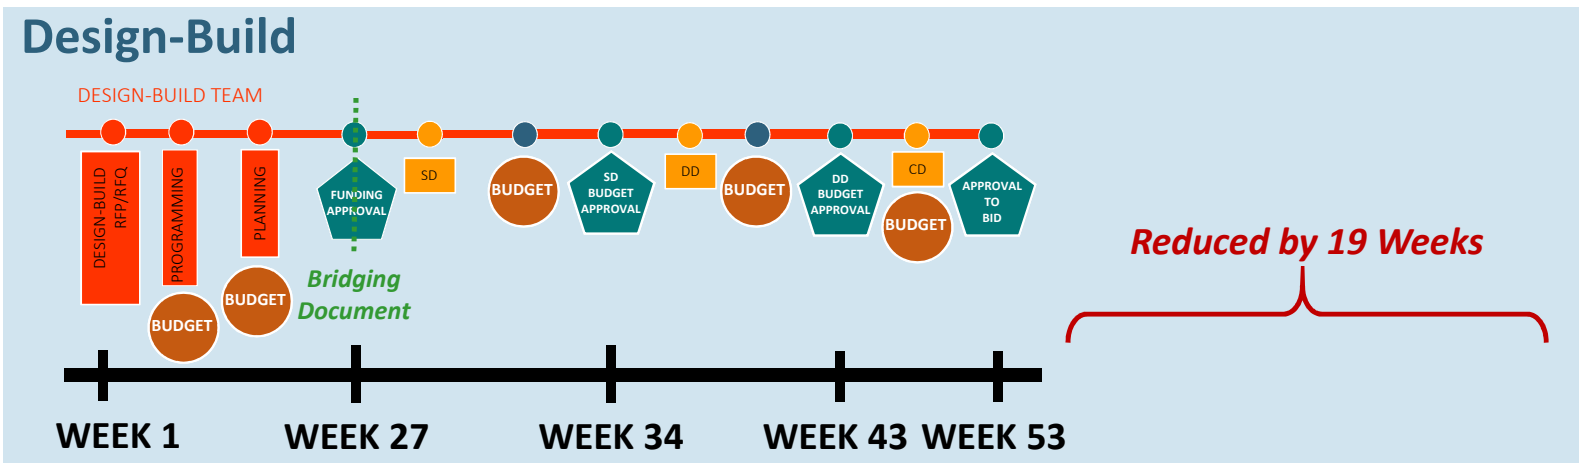 Design-Build
DESIGN-BUILD TEAM
DESIGN-BUILD
RFP/RFQ
PROGRAMMING
BUDGET
PLANNING
BUDGET
FUNDING
APPROVAL
Bridging
Document
SD
BUDGET
SD
BUDGET
APPROVAL
DD
BUDGET
DD
BUDGET
APPROVAL
CD
BUDGET
APPROVAL
TO
BID
Reduced by 19 Weeks
WEEK 1
WEEK 27
WEEK 34
WEEK 43
WEEK 53